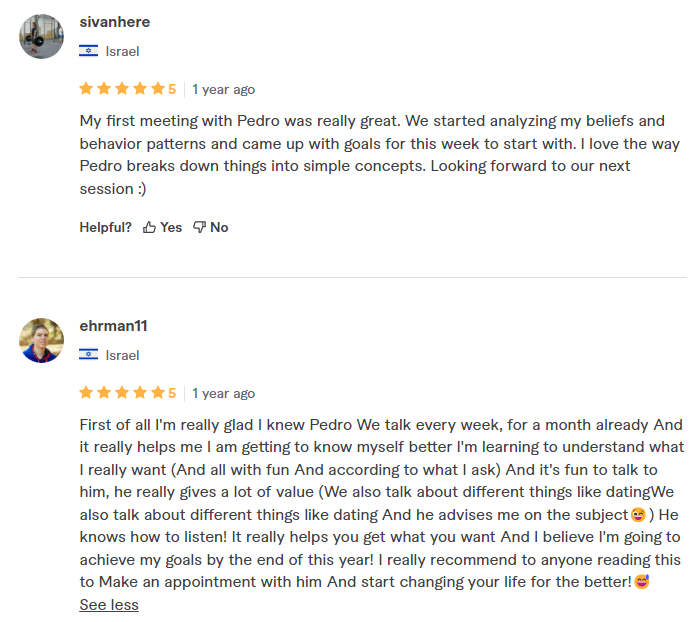 sivanhere
Israel
5 1 year ago
My first meeting with Pedro was really great. We started analyzing my beliefs and
behavior patterns and came up with goals for this week to start with. I love the way
Pedro breaks down things into simple concepts. Looking forward to our next
session :)
Helpful? Yes No
ehrman11
Israel
5 1 year ago
First of all I'm really glad I knew Pedro We talk every week, for a month already And
it really helps me I am getting to know myself better I'm learning to understand what
I really want (And all with fun And according to what I ask) And it's fun to talk to
him, he really gives a lot of value (We also talk about different things like datingWe
also talk about different things like dating And he advises me on the subject😅) He
knows how to listen! It really helps you get what you want And I believe I'm going to
achieve my goals by the end of this year! I really recommend to anyone reading this
to Make an appointment with him And start changing your life for the better!😅
See less